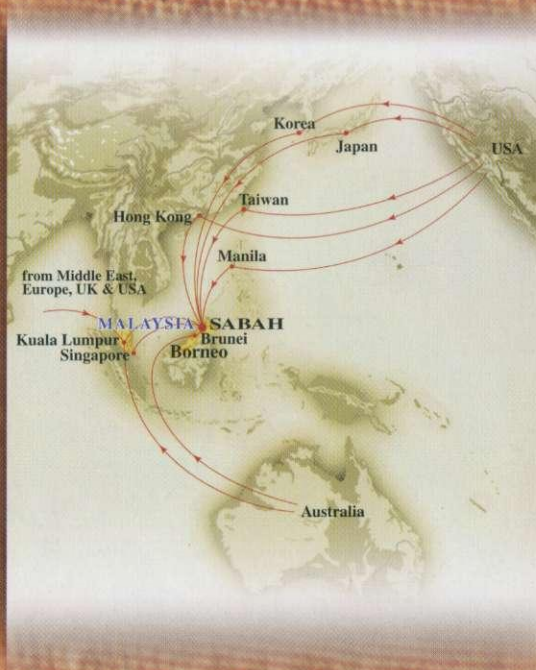 Korea
Japan
USA
Taiwan
Hong Kong
Manila
from Middle East,
Europe, UK & USA
MALAYSIA SABAH
Kuala Lumpur
Brunei
Singapore
Borneo
Australia